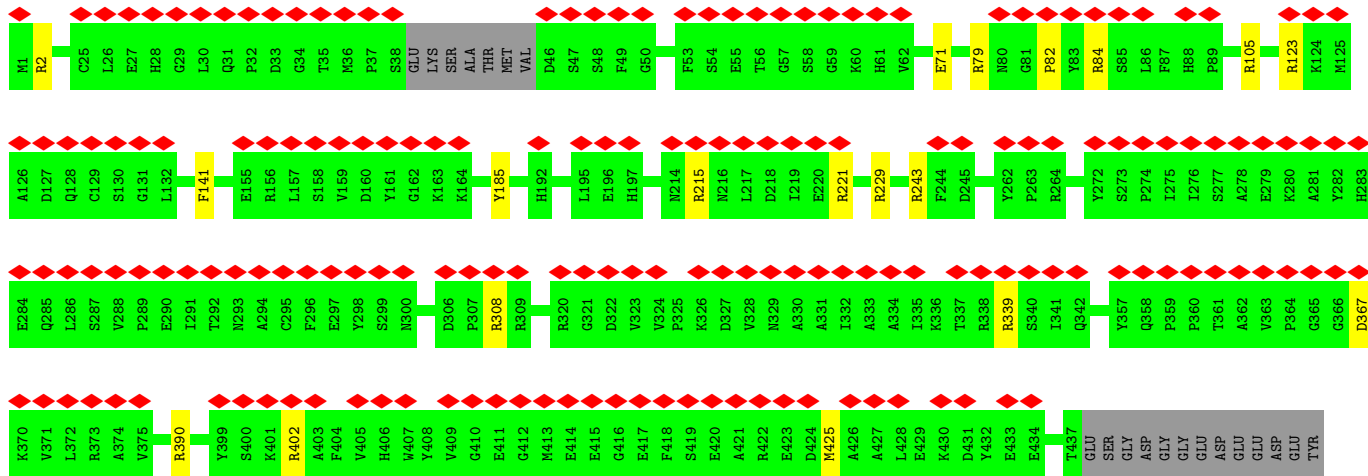 M1 R2 C25 L26 E27 H28 G29 L30 Q31 P32 D33 G34 T35 M36 P37 S38 GLU LYS SER ALA THR MET VAL D46 S47 S48 F49 G50 F53 S54 E55 T56 G57 S58 G59 K60 H61 V62 E71 R79 N80 G81 P82 Y83 R84 S85 L86 F87 H88 P89 R105 R123 K124 M125
A126 D127 Q128 C129 S130 G131 L132 F141 E155 R156 L157 S158 V159 D160 Y161 G162 K163 K164 Y185 H192 L195 E196 H197 N214 R215 N216 L217 D218 I219 E220 R221 R229 R243 F244 D245 Y262 P263 R264 Y272 S273 P274 I275 I276 S277 A278 E279 K280 A281 Y282 H283
E284 Q285 L286 S287 V288 P289 E290 I291 T292 N293 A294 C295 F296 E297 Y298 S299 N300 D306 P307 R308 R309 R320 G321 D322 V323 V324 P325 K326 D327 V328 N329 A330 A331 I332 A333 A334 I335 K336 T337 R338 R339 S340 I341 Q342 Y357 Q358 P359 P360 T361 A362 V363 P364 G365 G366 D367
K370 V371 L372 R373 A374 V375 R390 Y399 S400 K401 R402 A403 F404 V405 H406 W407 Y408 V409 G410 E411 G412 M413 E414 E415 G416 E417 F418 S419 E420 A421 R422 E423 D424 M425 A426 A427 L428 E429 K430 D431 Y432 E433 E434 T437 GLU SER GLY ASP GLY GLY GLU ASP GLU GLU ASP GLU TYR